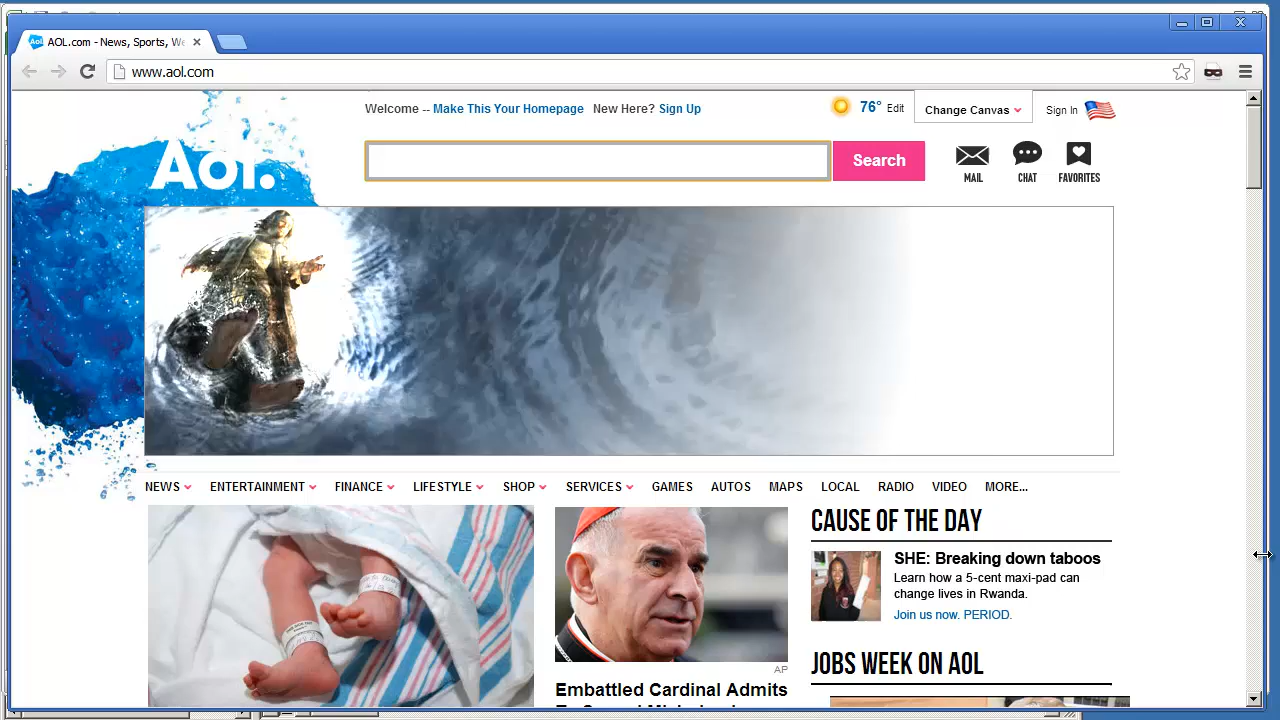 AOL.com - News, Sports, We
www.aol.com
Welcome -- Make This Your Homepage New Here? Sign Up
76° Edit
Change Canvas
Sign In
Aol.
Search
MAIL
CHAT
FAVORITES
NEWS ENTERTAINMENT FINANCE LIFESTYLE SHOP SERVICES GAMES AUTOS MAPS LOCAL RADIO VIDEO MORE...
AP
Embattled Cardinal Admits
CAUSE OF THE DAY
SHE: Breaking down taboos
Learn how a 5-cent maxi-pad can
change lives in Rwanda.
Join us now. PERIOD.
JOBS WEEK ON AOL